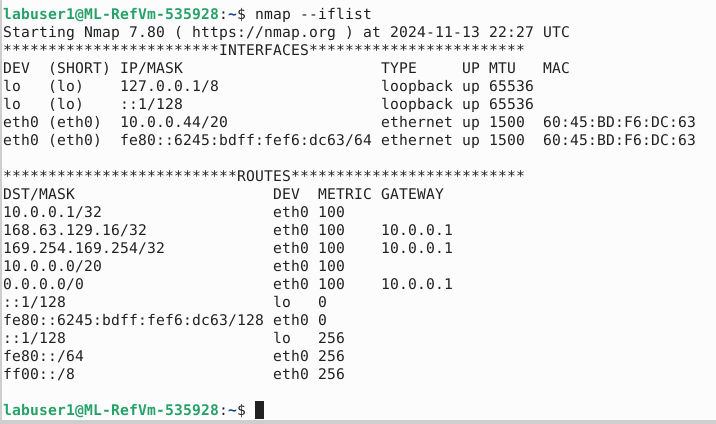 labuser1@ML-RefVm-535928:~$ nmap --iflist
Starting Nmap 7.80 ( https://nmap.org ) at 2024-11-13 22:27 UTC
************************INTERFACES************************
DEV  (SHORT) IP/MASK                      TYPE     UP MTU   MAC
lo   (lo)    127.0.0.1/8                  loopback up 65536
lo   (lo)    ::1/128                      loopback up 65536
eth0 (eth0)  10.0.0.44/20                 ethernet up 1500  60:45:BD:F6:DC:63
eth0 (eth0)  fe80::6245:bdff:fef6:dc63/64 ethernet up 1500  60:45:BD:F6:DC:63
**************************ROUTES**************************
DST/MASK                      DEV  METRIC GATEWAY
10.0.0.1/32                   eth0 100
168.63.129.16/32              eth0 100    10.0.0.1
169.254.169.254/32            eth0 100    10.0.0.1
10.0.0.0/20                   eth0 100
0.0.0.0/0                     eth0 100    10.0.0.1
::1/128                       lo   0
fe80::6245:bdff:fef6:dc63/128 eth0 0
::1/128                       lo   256
fe80::/64                     eth0 256
ff00::/8                      eth0 256
labuser1@ML-RefVm-535928:~$